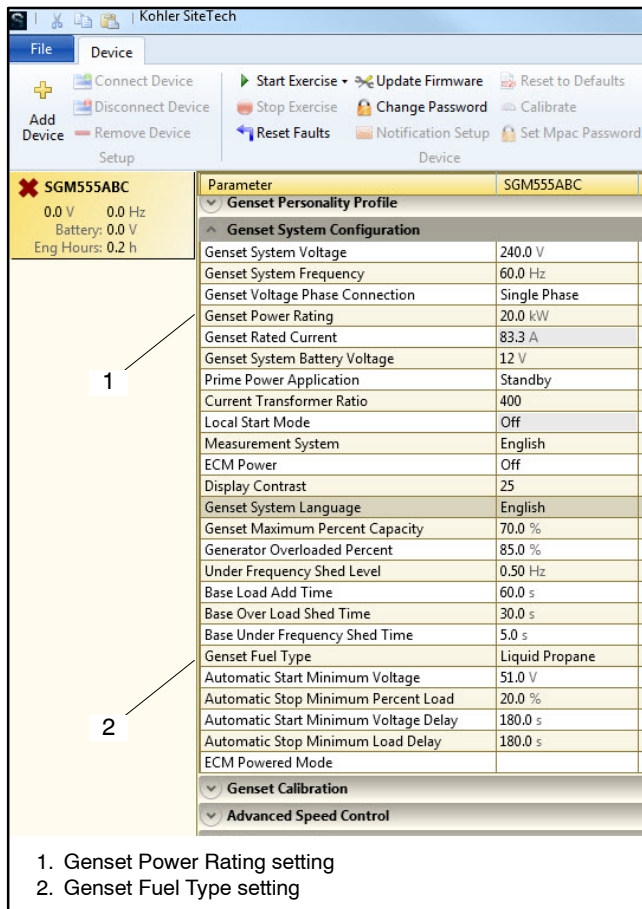 Kohler SiteTech
File Device
Add Device
Connect Device
Disconnect Device
Remove Device
Setup
Start Exercise
Stop Exercise
Reset Faults
Update Firmware
Change Password
Notification Setup
Reset to Defaults
Calibrate
Set Mpac Password
Device
SGM555ABC
0.0 V 0.0 Hz
Battery: 0.0 V
Eng Hours: 0.2 h
Parameter SGM555ABC
Genset Personality Profile
Genset System Configuration
Genset System Voltage 240.0 V
Genset System Frequency 60.0 Hz
Genset Voltage Phase Connection Single Phase
Genset Power Rating 20.0 kW
Genset Rated Current 83.3 A
Genset System Battery Voltage 12 V
Prime Power Application Standby
Current Transformer Ratio 400
Local Start Mode Off
Measurement System English
ECM Power Off
Display Contrast 25
Genset System Language English
Genset Maximum Percent Capacity 70.0 %
Generator Overloaded Percent 85.0 %
Under Frequency Shed Level 0.50 Hz
Base Load Add Time 60.0 s
Base Over Load Shed Time 30.0 s
Base Under Frequency Shed Time 5.0 s
Genset Fuel Type Liquid Propane
Automatic Start Minimum Voltage 51.0 V
Automatic Stop Minimum Percent Load 20.0 %
Automatic Start Minimum Voltage Delay 180.0 s
Automatic Stop Minimum Load Delay 180.0 s
ECM Powered Mode
Genset Calibration
Advanced Speed Control
1
2
1. Genset Power Rating setting
2. Genset Fuel Type setting